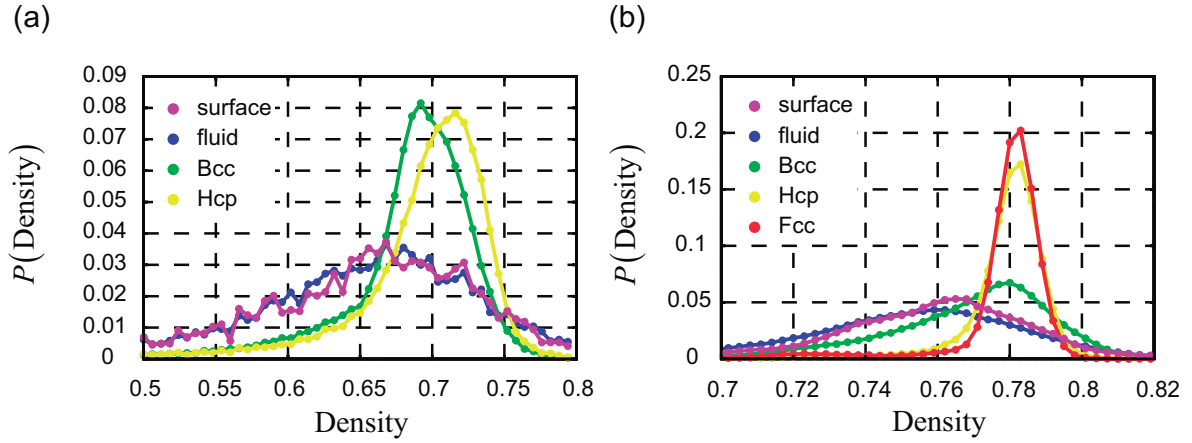 (a)
P(Density)
0.09
0.08
0.07
0.06
0.05
0.04
0.03
0.02
0.01
0
surface
fluid
Bcc
Hcp
0.5 0.55 0.6 0.65 0.7 0.75 0.8
Density
(b)
P(Density)
0.25
0.2
0.15
0.1
0.05
0
surface
fluid
Bcc
Hcp
Fcc
0.7 0.72 0.74 0.76 0.78 0.8 0.82
Density